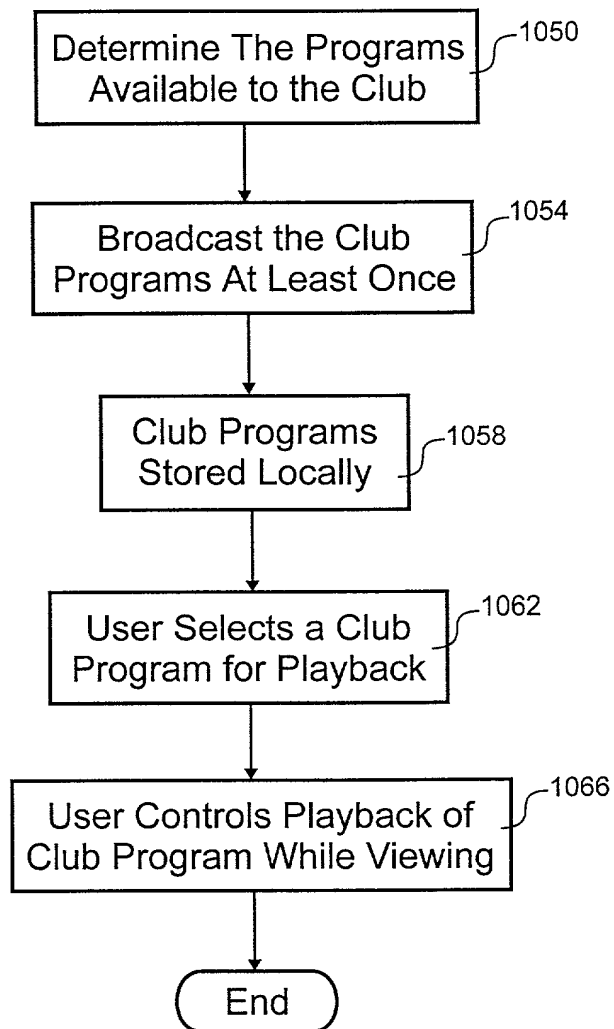 Determine The Programs
Available to the Club
1050
Broadcast the Club
Programs At Least Once
1054
Club Programs
Stored Locally
1058
User Selects a Club
Program for Playback
1062
User Controls Playback of
Club Program While Viewing
1066
End